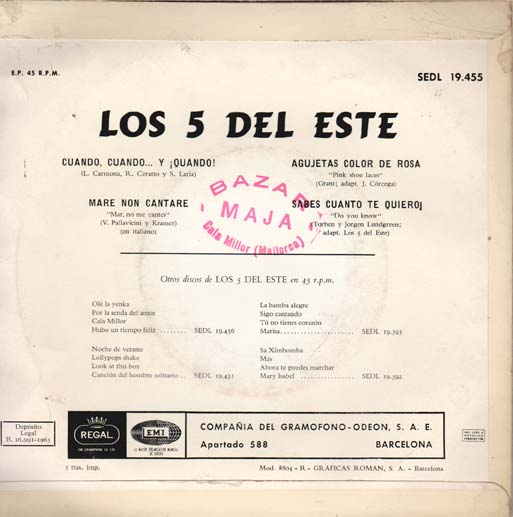 E.P. 45 R.P.M.
SEDL 19.455
LOS 5 DEL ESTE
CUANDO, CUANDO... Y ¡QUANDO!
(L. Carmona, R. Ceratto y S. Laria)
MARE NON CANTARE
"Mar, no me cantes"
(V. Pallavicini y Kramer)
(en italiano)
AGUJETAS COLOR DE ROSA
"Pink shoe laces"
(Grant; adapt. J. Córcega)
SABES CUANTO TE QUIERO¡
"Do you know"
(Torben y Jorgen Lundgreen;
adapt. Los 5 del Este)
BAZAR
MAJA
Cala Millor (Mallorca)
Otros discos de LOS 5 DEL ESTE en 45 r.p.m.
Olé la yenka
Por la senda del amor
Cala Millor
Hubo un tiempo feliz ........ SEDL 19.436
La bamba alegre
Sigo cantando
Tú no tienes corazón
Marisa .................. SEDL 19.393
Noche de verano
Lollypops shake
Look at this boy
Canción del hombre solitario .. SEDL 19.431
Sa Ximbomba
Más
Ahora te puedes marchar
Mary Isabel .............. SEDL 19.392
Depósito
Legal
B. 16.991-1965
REGAL
EMI
COMPAÑIA DEL GRAMOFONO-ODEON, S. A. E.
Apartado 588 BARCELONA
5 ttas. imp.
Mod. 8804 - R - GRAFICAS ROMAN, S. A. - Barcelona